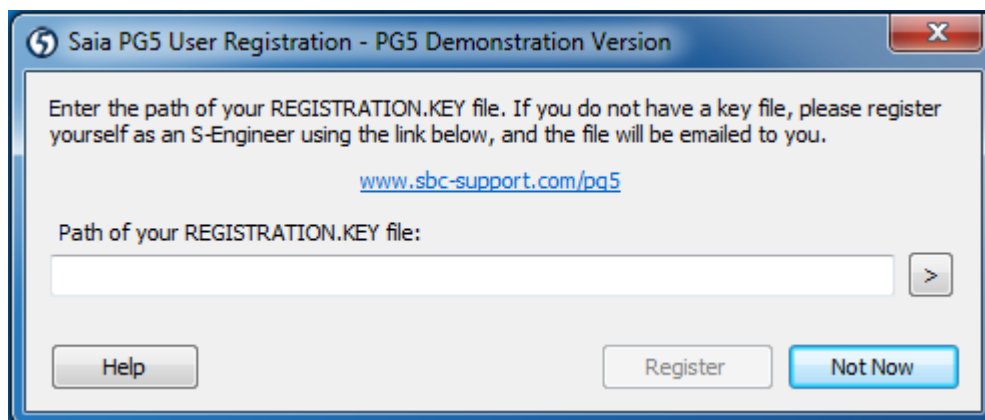 Saia PG5 User Registration - PG5 Demonstration Version
Enter the path of your REGISTRATION.KEY file. If you do not have a key file, please register
yourself as an S-Engineer using the link below, and the file will be emailed to you.
www.sbc-support.com/pg5
Path of your REGISTRATION.KEY file:
>
Help
Register
Not Now